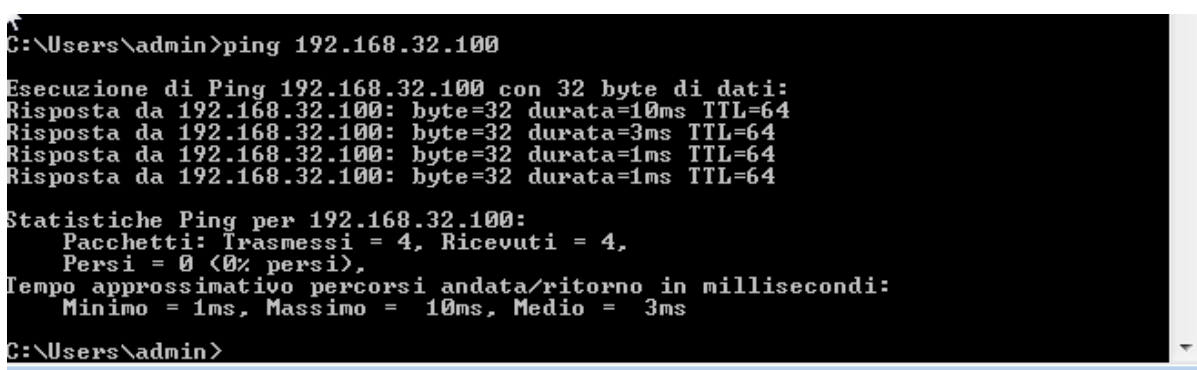 C:\Users\admin>ping 192.168.32.100
Esecuzione di Ping 192.168.32.100 con 32 byte di dati:
Risposta da 192.168.32.100: byte=32 durata=10ms TTL=64
Risposta da 192.168.32.100: byte=32 durata=3ms TTL=64
Risposta da 192.168.32.100: byte=32 durata=1ms TTL=64
Risposta da 192.168.32.100: byte=32 durata=1ms TTL=64
Statistiche Ping per 192.168.32.100:
    Pacchetti: Trasmessi = 4, Ricevuti = 4,
    Persi = 0 (0% persi),
Tempo approssimativo percorsi andata/ritorno in millisecondi:
    Minimo = 1ms, Massimo =  10ms, Medio =  3ms
C:\Users\admin>